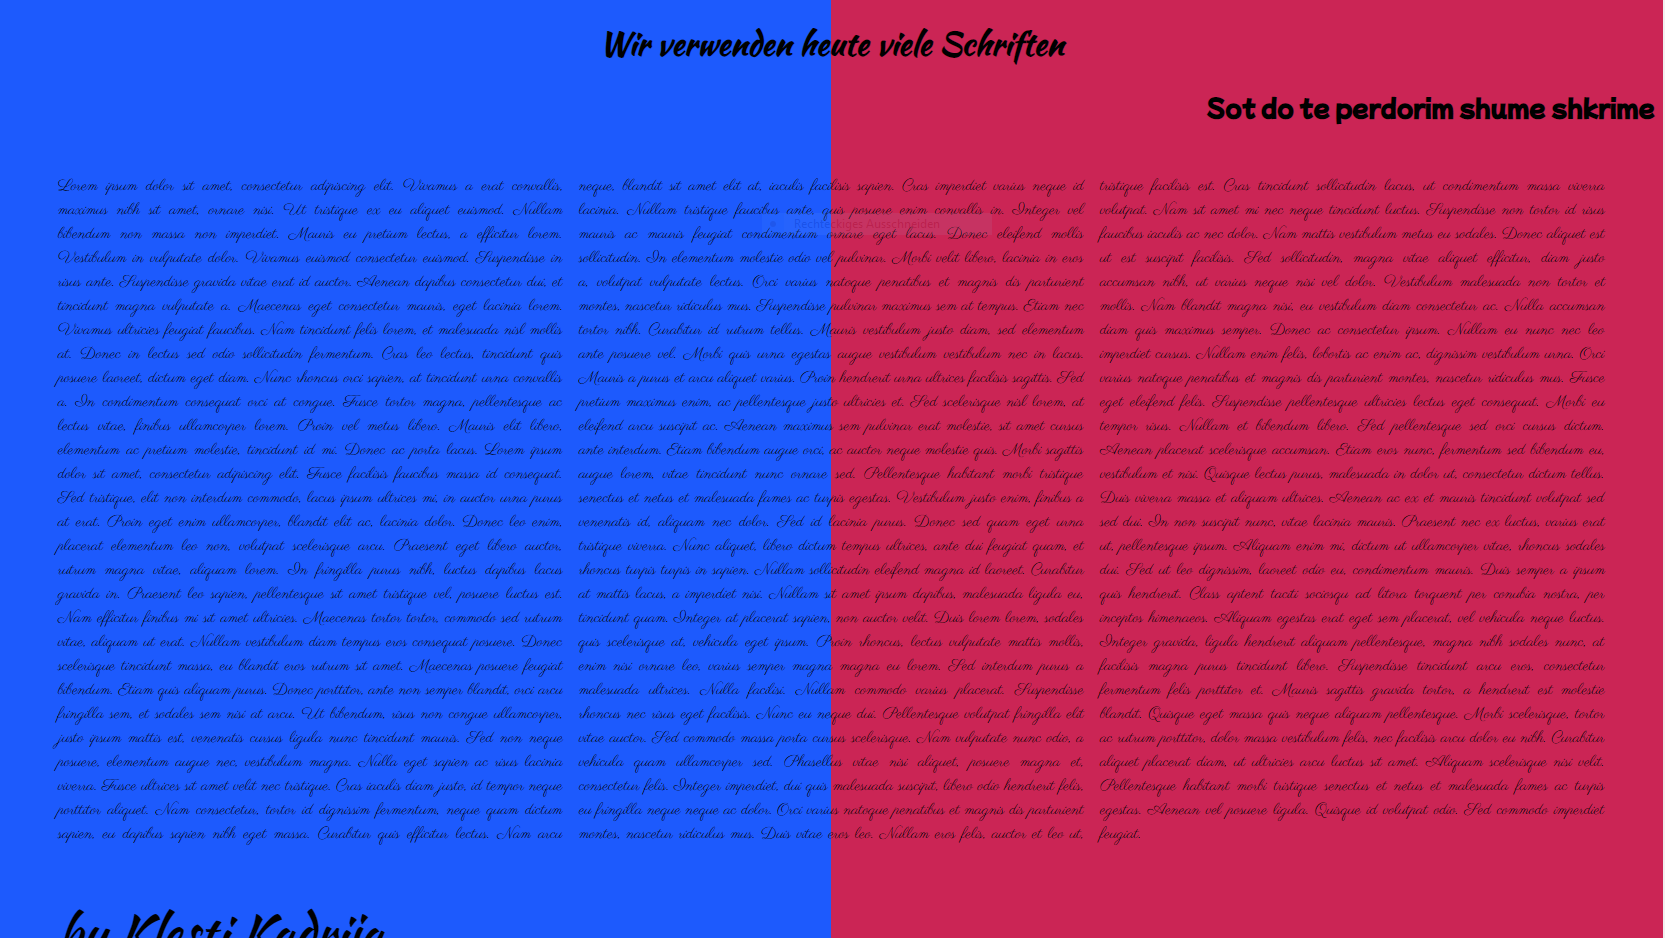 Wir verwenden heute viele Schriften
Sot do te perdorim shume shkrime
Lorem ipsum dolor sit amet, consectetur adipiscing elit. Vivamus a erat convallis,
maximus nibh sit amet, ornare nisi. Ut tristique ex eu aliquet euismod. Nullam
bibendum non massa non imperdiet. Mauris eu pretium lectus, a efficitur lorem.
Vestibulum in vulputate dolor. Vivamus euismod consectetur euismod. Suspendisse in
risus ante. Suspendisse gravida vitae erat id auctor. Aenean dapibus consectetur dui, et
tincidunt magna vulputate a. Maecenas eget consectetur mauris, eget lacinia lorem.
Vivamus ultricies feugiat faucibus. Nam tincidunt felis lorem, et malesuada nisl mollis
at. Donec in lectus sed odio sollicitudin fermentum. Cras leo lectus, tincidunt quis
posuere laoreet, dictum eget diam. Nunc rhoncus orci sapien, at tincidunt urna convallis
a. In condimentum consequat orci at congue. Fusce tortor magna, pellentesque ac
lectus vitae, finibus ullamcorper lorem. Proin vel metus libero. Mauris elit libero,
elementum ac pretium molestie, tincidunt id mi. Donec ac porta lacus. Lorem ipsum
dolor sit amet, consectetur adipiscing elit. Fusce facilisis faucibus massa id consequat.
Sed tristique, elit non interdum commodo, lacus ipsum ultrices mi, in auctor urna purus
at erat. Proin eget enim ullamcorper, blandit elit ac, lacinia dolor. Donec leo enim,
placerat elementum leo non, volutpat scelerisque arcu. Praesent eget libero auctor,
rutrum magna vitae, aliquam lorem. In fringilla purus nibh, luctus dapibus lacus
gravida in. Praesent leo sapien, pellentesque sit amet tristique vel, posuere luctus est.
Nam efficitur finibus mi sit amet ultricies. Maecenas tortor tortor, commodo sed rutrum
vitae, aliquam ut erat. Nullam vestibulum diam tempus eros consequat posuere. Donec
scelerisque tincidunt massa, eu blandit eros rutrum sit amet. Maecenas posuere feugiat
bibendum. Etiam quis aliquam purus. Donec porttitor, ante non semper blandit, orci arcu
fringilla sem, et sodales sem nisi at arcu. Ut bibendum, risus non congue ullamcorper,
justo ipsum mattis est, venenatis cursus ligula nunc tincidunt mauris. Sed non neque
posuere, elementum augue nec, vestibulum magna. Nulla eget sapien ac risus lacinia
viverra. Fusce ultrices sit amet velit nec tristique. Cras iaculis diam justo, id tempor neque
porttitor aliquet. Nam consectetur, tortor id dignissim fermentum, neque quam dictum
sapien, eu dapibus sapien nibh eget massa. Curabitur quis efficitur lectus. Nam arcu
neque, blandit sit amet elit at, iaculis facilisis sapien. Cras imperdiet varius neque id
lacinia. Nullam tristique faucibus ante, quis posuere enim convallis in. Integer vel
mauris ac mauris feugiat condimentum ornare eget lacus. Donec eleifend mollis
Rechteckiges Ausschneiden
sollicitudin. In elementum molestie odio vel pulvinar. Morbi velit libero, lacinia in eros
a, volutpat vulputate lectus. Orci varius natoque penatibus et magnis dis parturient
montes, nascetur ridiculus mus. Suspendisse pulvinar maximus sem at tempus. Etiam nec
tortor nibh. Curabitur id rutrum tellus. Mauris vestibulum justo diam, sed elementum
ante posuere vel. Morbi quis urna egestas augue vestibulum vestibulum nec in lacus.
Mauris a purus et arcu aliquet varius. Proin hendrerit urna ultrices facilisis sagittis. Sed
pretium maximus enim, ac pellentesque justo ultricies et. Sed scelerisque nisl lorem, at
eleifend arcu suscipit ac. Aenean maximus sem pulvinar erat molestie, sit amet cursus
ante interdum. Etiam bibendum augue orci, ac auctor neque molestie quis. Morbi sagittis
augue lorem, vitae tincidunt nunc ornare sed. Pellentesque habitant morbi tristique
senectus et netus et malesuada fames ac turpis egestas. Vestibulum justo enim, finibus a
venenatis id, aliquam nec dolor. Sed id lacinia purus. Donec sed quam eget urna
tristique viverra. Nunc aliquet, libero dictum tempus ultrices, ante dui feugiat quam, et
rhoncus turpis turpis in sapien. Nullam sollicitudin eleifend magna id laoreet. Curabitur
at mattis lacus, a imperdiet nisi. Nullam sit amet ipsum dapibus, malesuada ligula eu,
tincidunt quam. Integer at placerat sapien, non auctor velit. Duis lorem lorem, sodales
quis scelerisque at, vehicula eget ipsum. Proin rhoncus, lectus vulputate mattis mollis,
enim nisi ornare leo, varius semper magna magna eu lorem. Sed interdum purus a
malesuada ultrices. Nulla facilisi. Nullam commodo varius placerat. Suspendisse
rhoncus nec risus eget facilisis. Nunc eu neque dui. Pellentesque volutpat fringilla elit
vitae auctor. Sed commodo massa porta cursus scelerisque. Nam vulputate nunc odio, a
vehicula quam ullamcorper sed. Phasellus vitae nisi aliquet, posuere magna et,
consectetur felis. Integer imperdiet, dui quis malesuada suscipit, libero odio hendrerit felis,
eu fringilla neque neque ac dolor. Orci varius natoque penatibus et magnis dis parturient
montes, nascetur ridiculus mus. Duis vitae eros leo. Nullam eros felis, auctor et leo ut,
tristique facilisis est. Cras tincidunt sollicitudin lacus, ut condimentum massa viverra
volutpat. Nam sit amet mi nec neque tincidunt luctus. Suspendisse non tortor id risus
faucibus iaculis ac nec dolor. Nam mattis vestibulum metus eu sodales. Donec aliquet est
ut est suscipit facilisis. Sed sollicitudin, magna vitae aliquet efficitur, diam justo
accumsan nibh, ut varius neque nisi vel dolor. Vestibulum malesuada non tortor et
mollis. Nam blandit magna nisi, eu vestibulum diam consectetur ac. Nulla accumsan
diam quis maximus semper. Donec ac consectetur ipsum. Nullam eu nunc nec leo
imperdiet cursus. Nullam enim felis, lobortis ac enim ac, dignissim vestibulum urna. Orci
varius natoque penatibus et magnis dis parturient montes, nascetur ridiculus mus. Fusce
eget eleifend felis. Suspendisse pellentesque ultricies lectus eget consequat. Morbi eu
tempor risus. Nullam et bibendum libero. Sed pellentesque sed orci cursus dictum.
Aenean placerat scelerisque accumsan. Etiam eros nunc, fermentum sed bibendum eu,
vestibulum et nisi. Quisque lectus purus, malesuada in dolor ut, consectetur dictum tellus.
Duis viverra massa et aliquam ultrices. Aenean ac ex et mauris tincidunt volutpat sed
sed dui. In non suscipit nunc, vitae lacinia mauris. Praesent nec ex luctus, varius erat
ut, pellentesque ipsum. Aliquam enim mi, dictum ut ullamcorper vitae, rhoncus sodales
dui. Sed ut leo dignissim, laoreet odio eu, condimentum mauris. Duis semper a ipsum
quis hendrerit. Class aptent taciti sociosqu ad litora torquent per conubia nostra, per
inceptos himenaeos. Aliquam egestas erat eget sem placerat, vel vehicula neque luctus.
Integer gravida, ligula hendrerit aliquam pellentesque, magna nibh sodales nunc, at
facilisis magna purus tincidunt libero. Suspendisse tincidunt arcu eros, consectetur
fermentum felis porttitor et. Mauris sagittis gravida tortor, a hendrerit est molestie
blandit. Quisque eget massa quis neque aliquam pellentesque. Morbi scelerisque, tortor
ac rutrum porttitor, dolor massa vestibulum felis, nec facilisis arcu dolor eu nibh. Curabitur
aliquet placerat diam, ut ultricies arcu luctus sit amet. Aliquam scelerisque nisi velit.
Pellentesque habitant morbi tristique senectus et netus et malesuada fames ac turpis
egestas. Aenean vel posuere ligula. Quisque id volutpat odio. Sed commodo imperdiet
feugiat.
by Klesti Kadrija